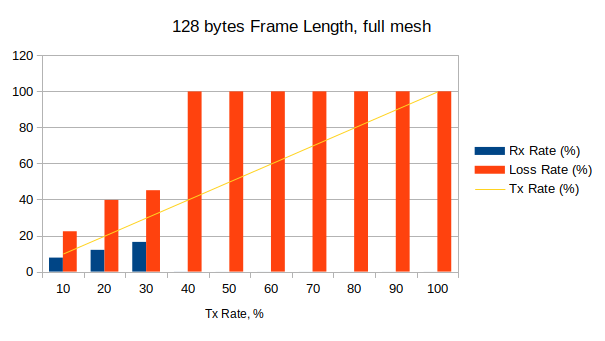 128 bytes Frame Length, full mesh
120
100
80
60
40
20
0
10 20 30 40 50 60 70 80 90 100
Tx Rate, %
Rx Rate (%)
Loss Rate (%)
Tx Rate (%)